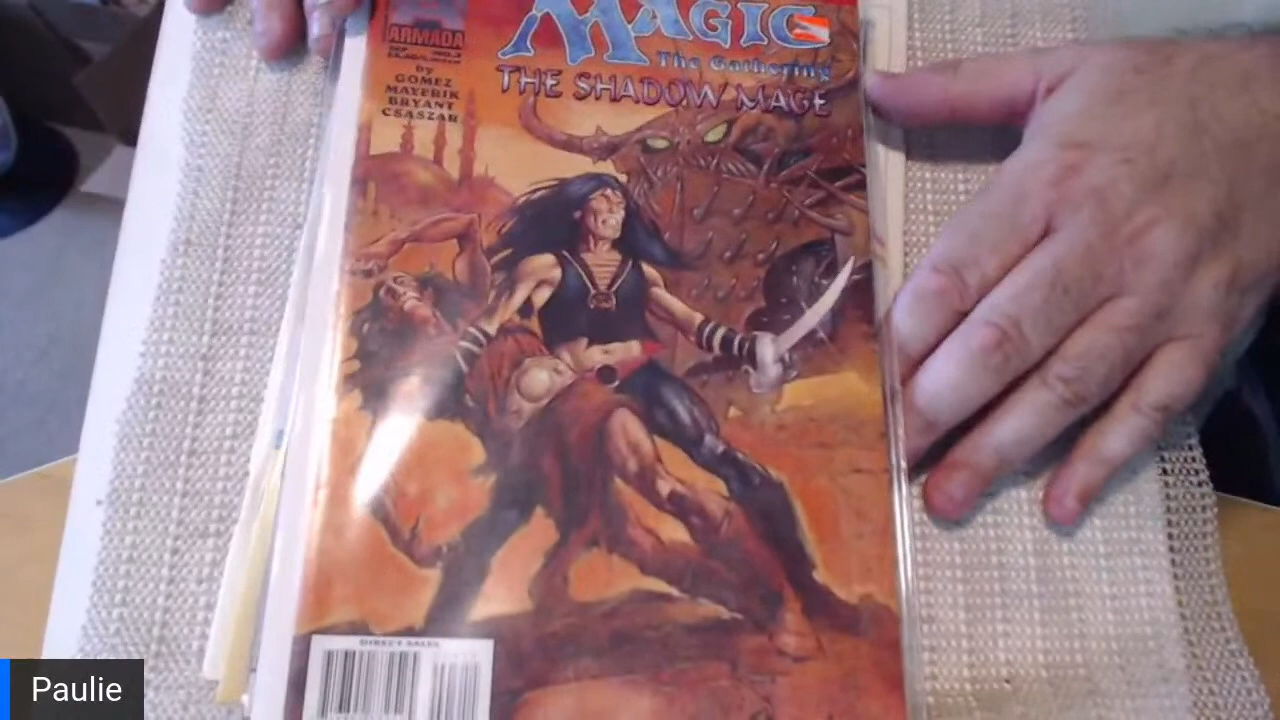 ARMADA
MAGIC
The Gathering
THE SHADOW MAGE
by
GOMEZ
MAYERIK
BRYANT
CSASZAR
DIRECT SALES
Paulie